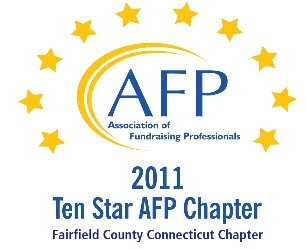 AFP
Association of
Fundraising Professionals
2011
Ten Star AFP Chapter
Fairfield County Connecticut Chapter